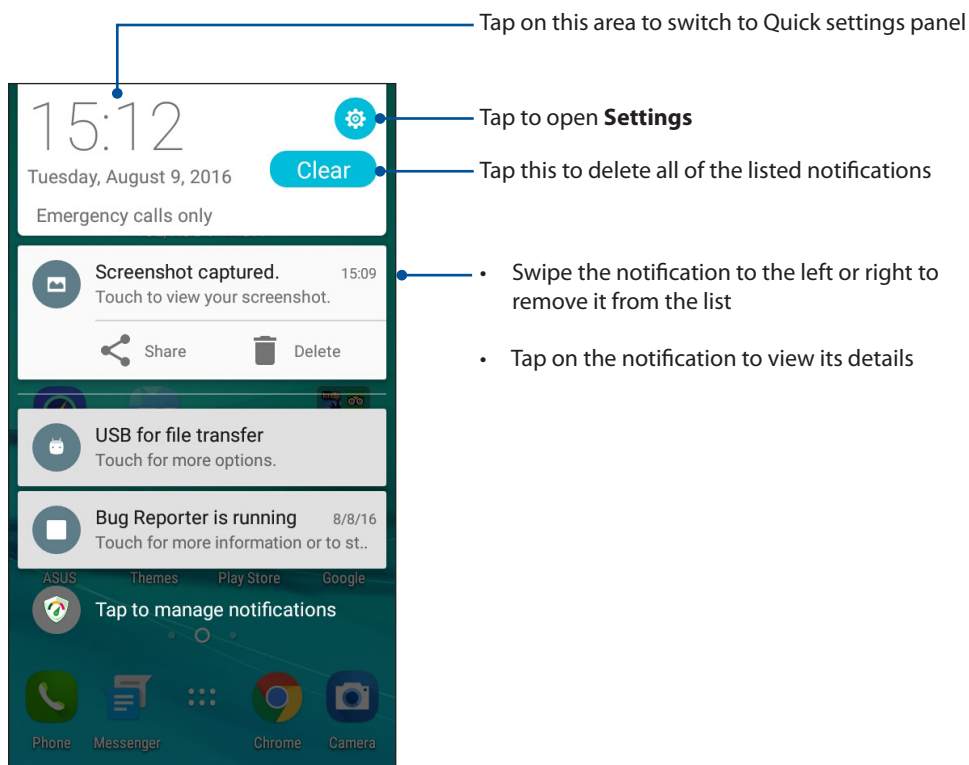 Tap on this area to switch to Quick settings panel
15:12
Tap to open Settings
Clear
Tap this to delete all of the listed notifications
Tuesday, August 9, 2016
Emergency calls only
Screenshot captured.
15:09
Touch to view your screenshot.
Share
Delete
• Swipe the notification to the left or right to
remove it from the list
• Tap on the notification to view its details
USB for file transfer
Touch for more options.
Bug Reporter is running
8/8/16
Touch for more information or to st..
ASUS
Themes
Play Store
Google
Tap to manage notifications
Phone
Messenger
Chrome
Camera